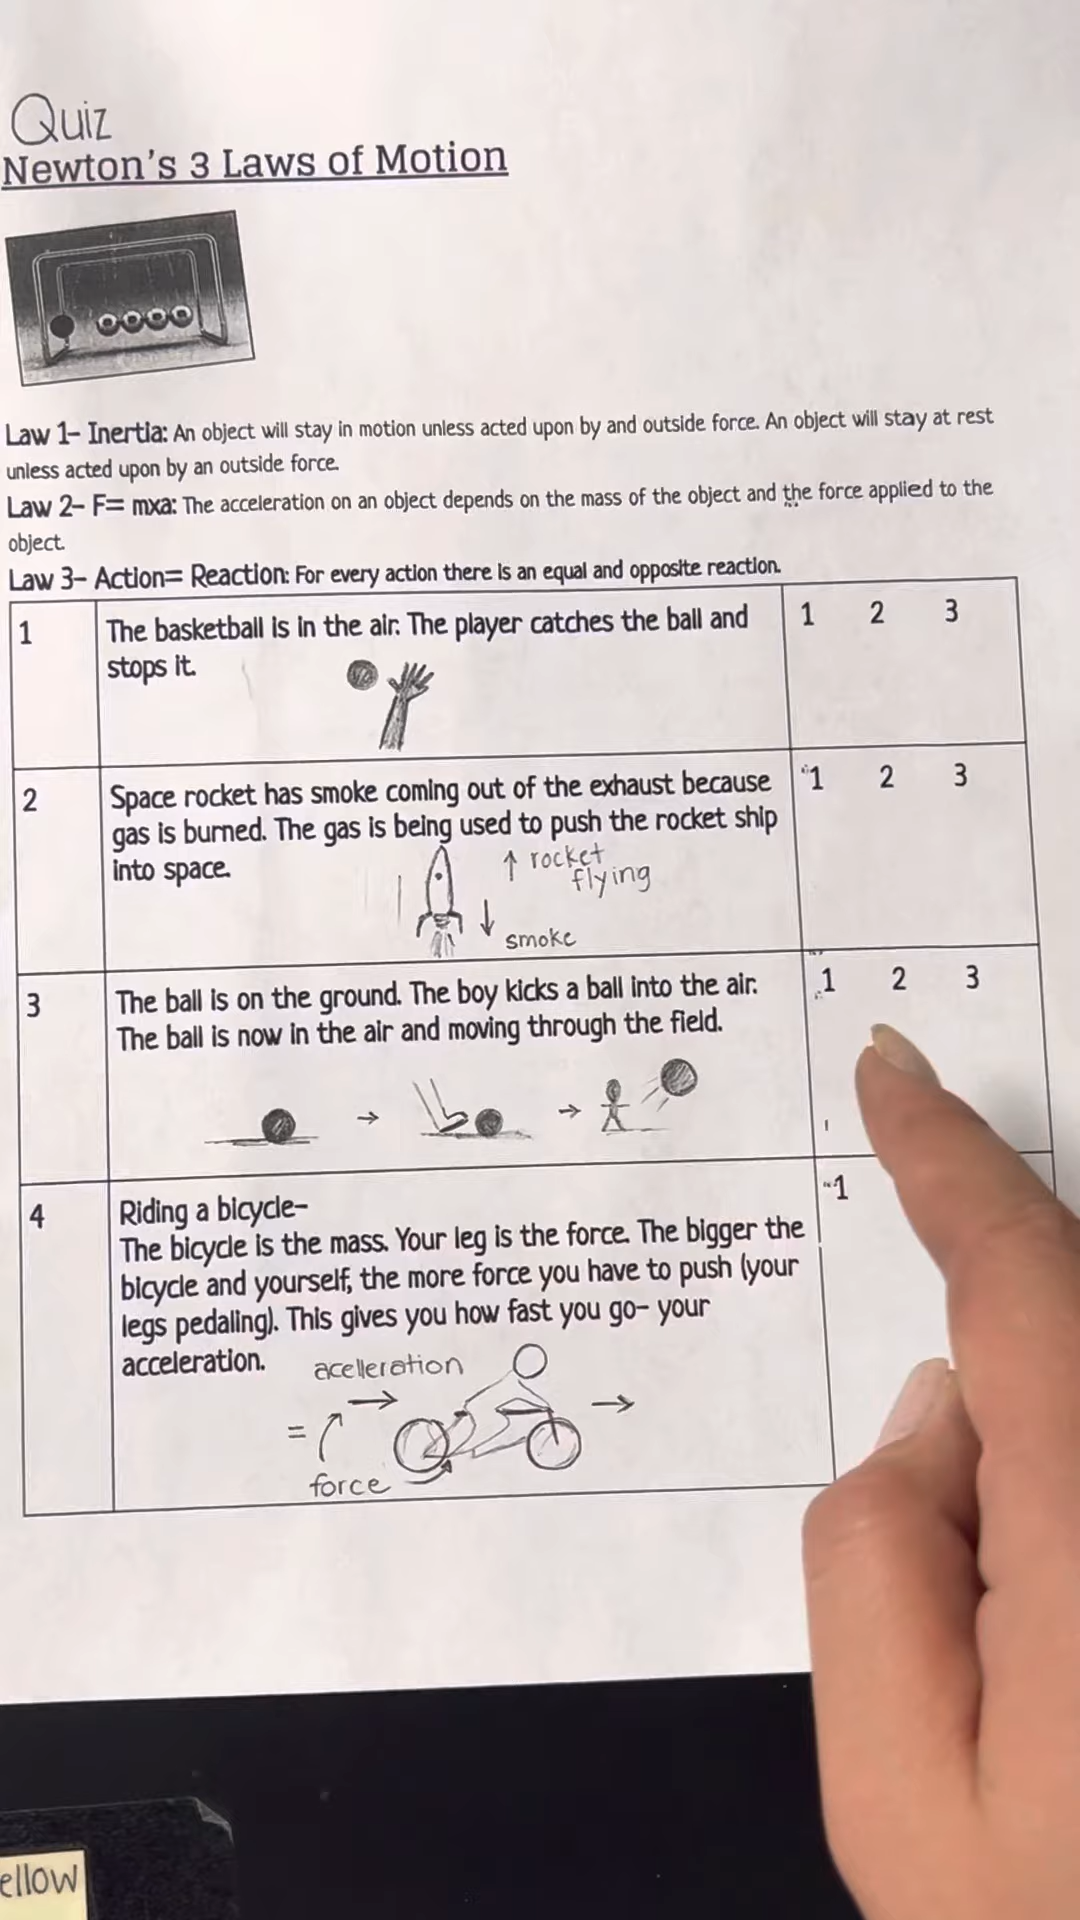 Quiz
Newton's 3 Laws of Motion
Law 1- Inertia: An object will stay in motion unless acted upon by and outside force. An object will stay at rest
unless acted upon by an outside force.
Law 2- F= mxa: The acceleration on an object depends on the mass of the object and the force applied to the
object.
Law 3- Action= Reaction: For every action there is an equal and opposite reaction.
1 The basketball is in the air. The player catches the ball and 1 2 3
stops it.
2 Space rocket has smoke coming out of the exhaust because 1 2 3
gas is burned. The gas is being used to push the rocket ship
into space.
↑ rocket
flying
↓ smoke
3 The ball is on the ground. The boy kicks a ball into the air. 1 2 3
The ball is now in the air and moving through the field.
→ →
4 Riding a bicycle- 1
The bicycle is the mass. Your leg is the force. The bigger the
bicycle and yourself, the more force you have to push (your
legs pedaling). This gives you how fast you go- your
acceleration.
acelleration
→ →
=
force
ellow